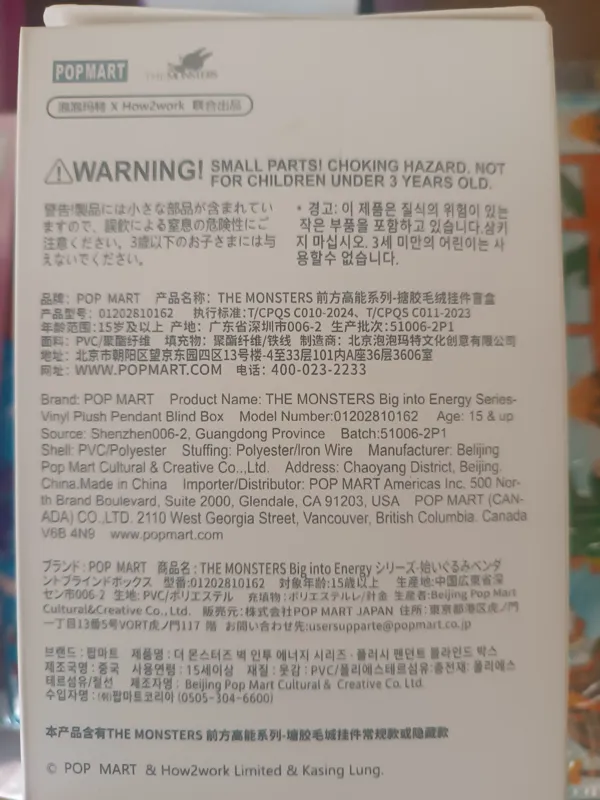 POPMART THE MONSTERS
泡泡玛特 X How2work 联合出品
WARNING! SMALL PARTS! CHOKING HAZARD. NOT
FOR CHILDREN UNDER 3 YEARS OLD.
警告!製品には小さな部品が含まれてい
ますので、誤飲による窒息の危険性にご
注意ください。3歳以下のお子さまには与
えないでください。
* 경고: 이 제품은 질식의 위험이 있는
작은 부품을 포함하고 있습니다.삼키
지 마십시오. 3세 미만의 어린이는 사
용할수 없습니다.
品牌：POP MART 产品名称：THE MONSTERS 前方高能系列-搪胶毛绒挂件盲盒
产品型号：01202810162 执行标准:T/CPQS C010-2024、T/CPQS C011-2023
年龄范围:15岁及以上 产地：广东省深圳市006-2 生产批次:51006-2P1
面料：PVC/聚酯纤维 填充物：聚酯纤维/铁线 制造商：北京泡泡玛特文化创意有限公司
地址：北京市朝阳区望京东园四区13号楼-4至33层101内A座36层3606室
网址：WWW.POPMART.COM 电话：400-023-2233
Brand: POP MART Product Name: THE MONSTERS Big into Energy Series-
Vinyl Plush Pendant Blind Box Model Number:01202810162 Age: 15 & up
Source: Shenzhen006-2, Guangdong Province Batch:51006-2P1
Shell: PVC/Polyester Stuffing: Polyester/Iron Wire Manufacturer: Belijing
Pop Mart Cultural & Creative Co.,.Ltd. Address: Chaoyang District, Beijing,
China.Made in China Importer/Distributor: POP MART Americas Inc. 500 Nor-
th Brand Boulevard, Suite 2000, Glendale, CA 91203, USA POP MART (CAN-
ADA) CO.,LTD. 2110 West Georgia Street, Vancouver, British Columbia. Canada
V6B 4N9 www.popmart.com
ブランド：POP MART 商品名：THE MONSTERS Big into Energy シリーズ-始いぐるみペンダ
ントブラインドボックス 型番:01202810162 対象年齢:15歳以上 生産地:中国広東省深
セン市006-2 生地: PVC/ポリエステル 充填物：ポリエステルレ/針金 生産者:Beijing Pop Mart
Cultural&Creative Co., Ltd. 販売元：株式会社POP MART JAPAN 住所：東京都港区虎ノ門
一丁目13番5号VORT虎ノ門117 階 お問い合わせ先:usersupparte@popmart.co.jp
브랜드：팝마트 제품명：더 몬스터즈 빅 인투 에너지 시리즈 - 플러시 팬던트 블라인드 박스
제조국명：중국 사용연령：15세이상 재질：봇감：PVC/폴리에스테르섬유 충전재：폴리에스
테르섬유/철선 제조자명：Beijing Pop Mart Cultural & Creative Co. Ltd.
수입자명：㈜팝마트코리아 (0505-304-6600)
本产品含有THE MONSTERS 前方高能系列-搪胶毛绒挂件常规款或隐藏款
© POP MART & How2work Limited & Kasing Lung.